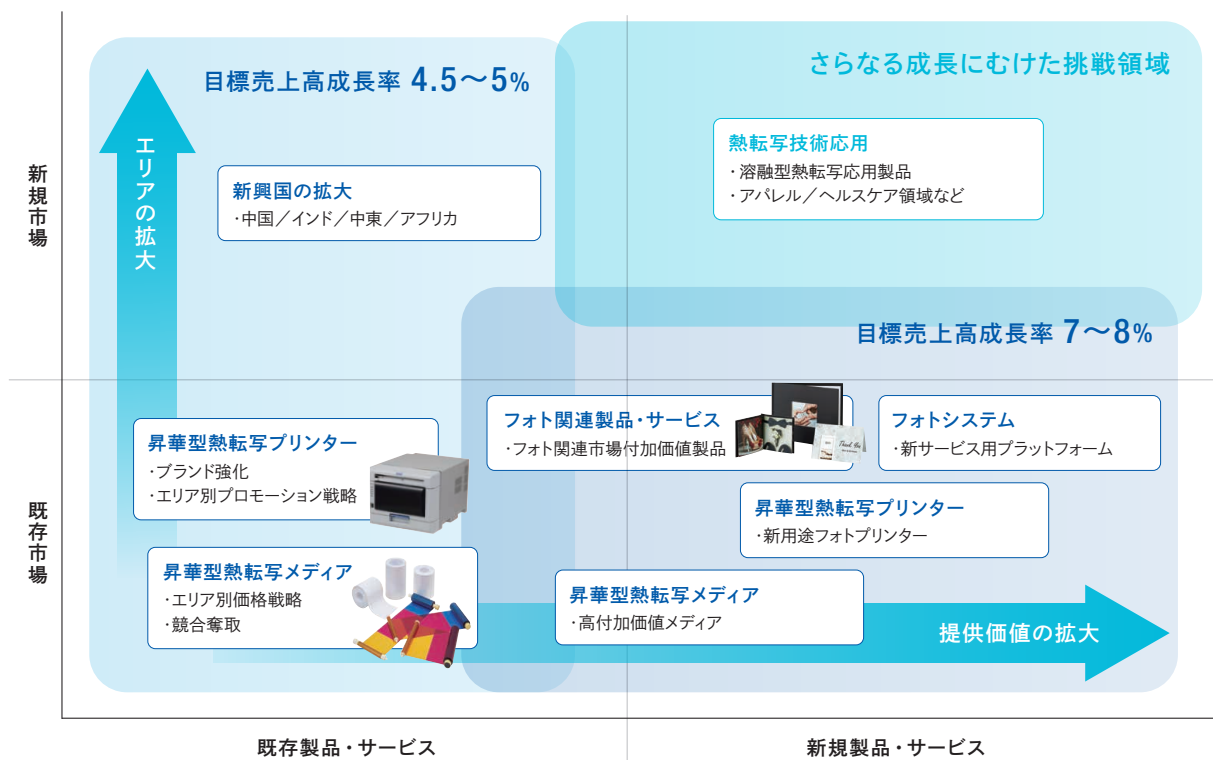 目標売上高成長率 4.5〜5%
さらなる成長にむけた挑戦領域
エリアの拡大
熱転写技術応用
・溶融型熱転写応用製品
・アパレル／ヘルスケア領域など
新興国の拡大
・中国／インド／中東／アフリカ
新規市場
目標売上高成長率 7〜8%
フォト関連製品・サービス
・フォト関連市場付加価値製品
Thank You
フォトシステム
・新サービス用プラットフォーム
昇華型熱転写プリンター
・ブランド強化
・エリア別プロモーション戦略
昇華型熱転写プリンター
・新用途フォトプリンター
既存市場
昇華型熱転写メディア
・エリア別価格戦略
・競合奪取
昇華型熱転写メディア
・高付加価値メディア
提供価値の拡大
既存製品・サービス
新規製品・サービス